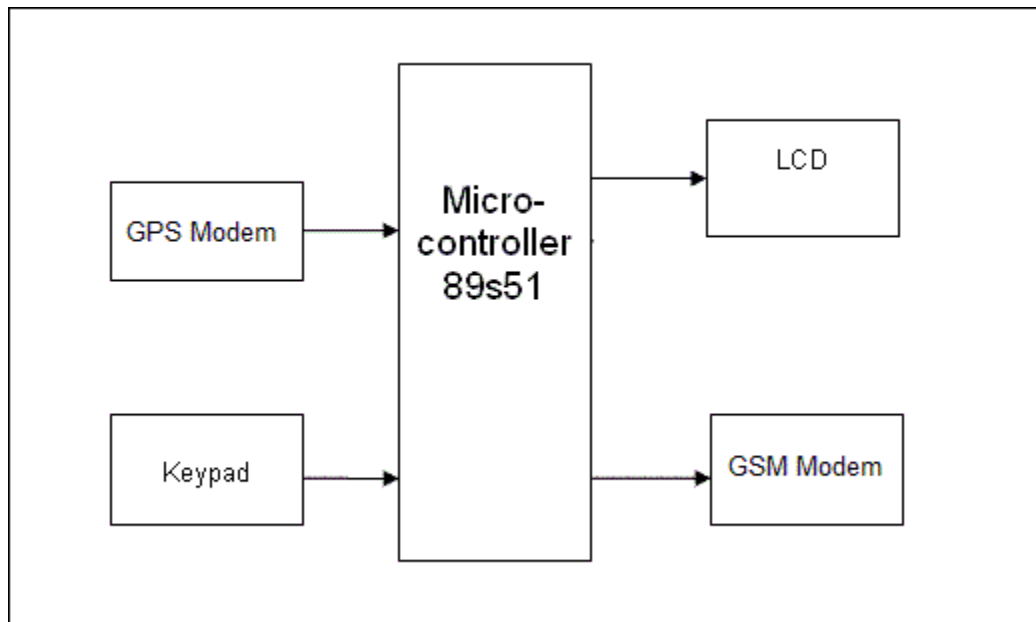 GPS Modem
Keypad
Micro-
controller
89s51
LCD
GSM Modem